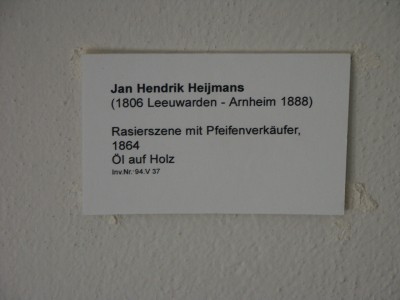 Jan Hendrik Heijmans
(1806 Leeuwarden - Arnheim 1888)
Rasierszene mit Pfeifenverkäufer,
1864
Öl auf Holz
Inv.Nr. 94.V 37